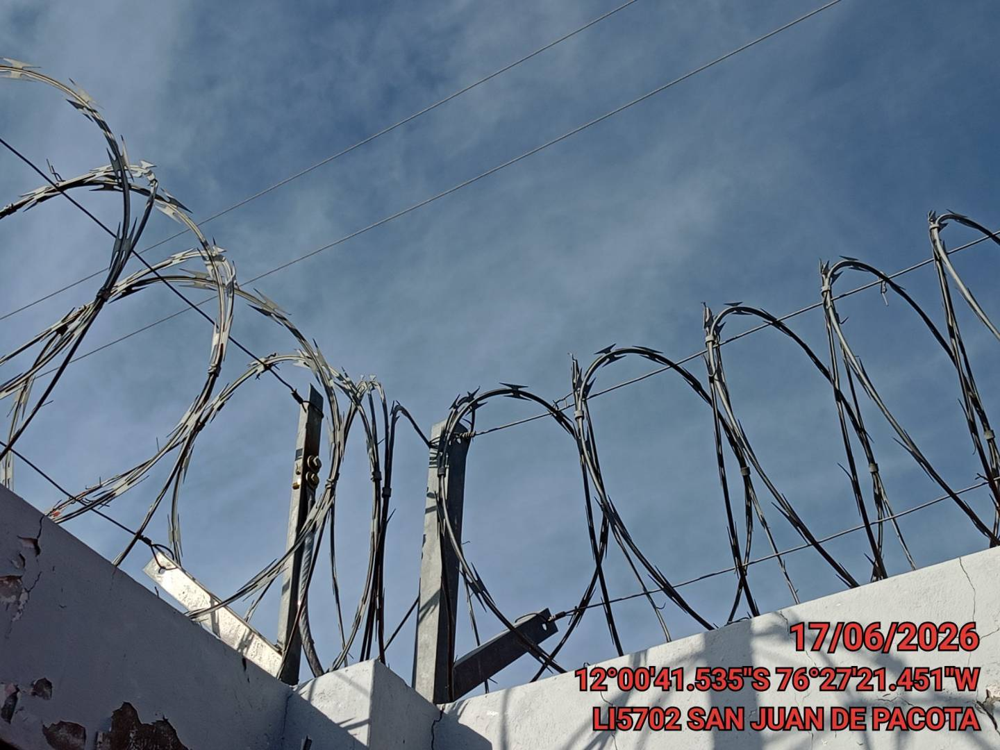 17/06/2026
12°00'41.535"S 76°27'21.451"W
LI5702 SAN JUAN DE PACOTA